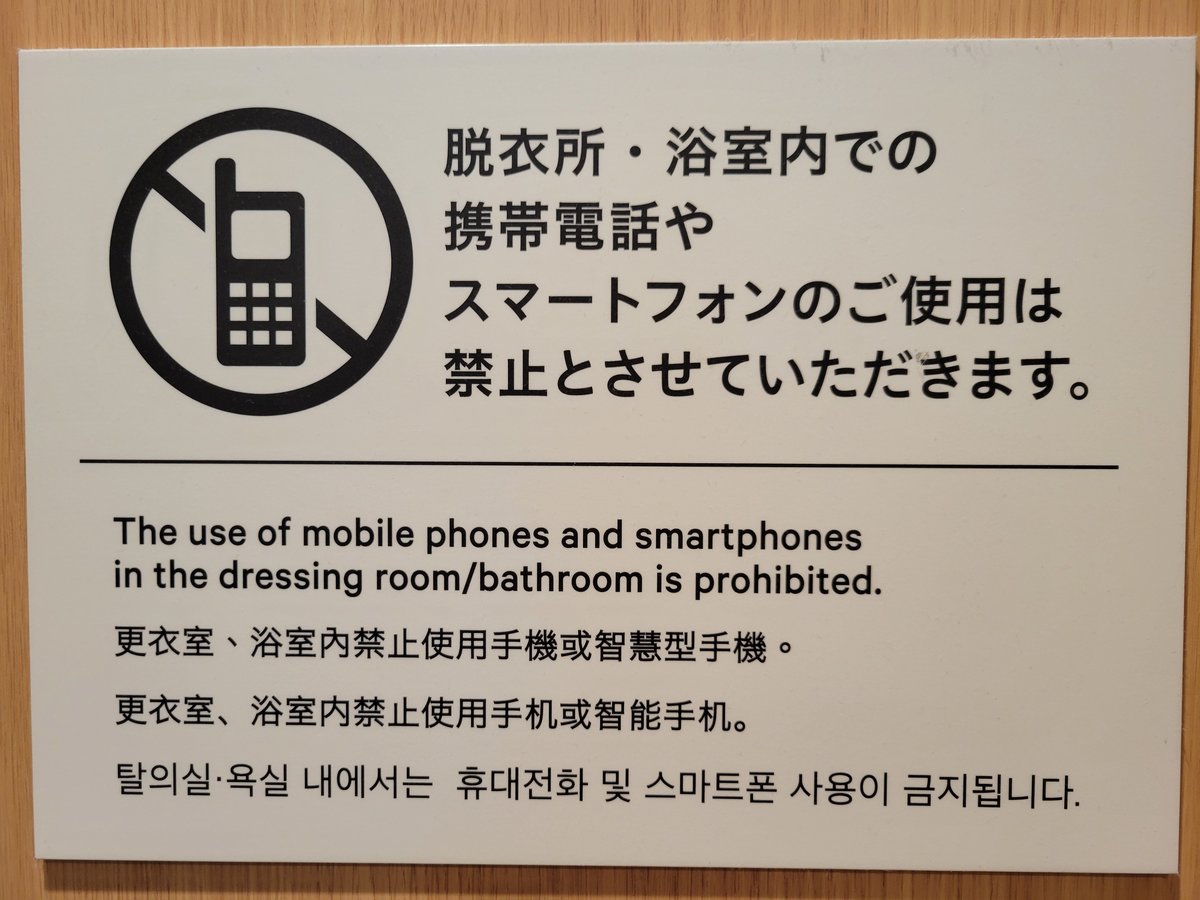 脱衣所・浴室内での
携帯電話や
スマートフォンのご使用は
禁止とさせていただきます。
The use of mobile phones and smartphones
in the dressing room/bathroom is prohibited.
更衣室、浴室內禁止使用手機或智慧型手機。
更衣室、浴室内禁止使用手机或智能手机。
탈의실·욕실 내에서는 휴대전화 및 스마트폰 사용이 금지됩니다.